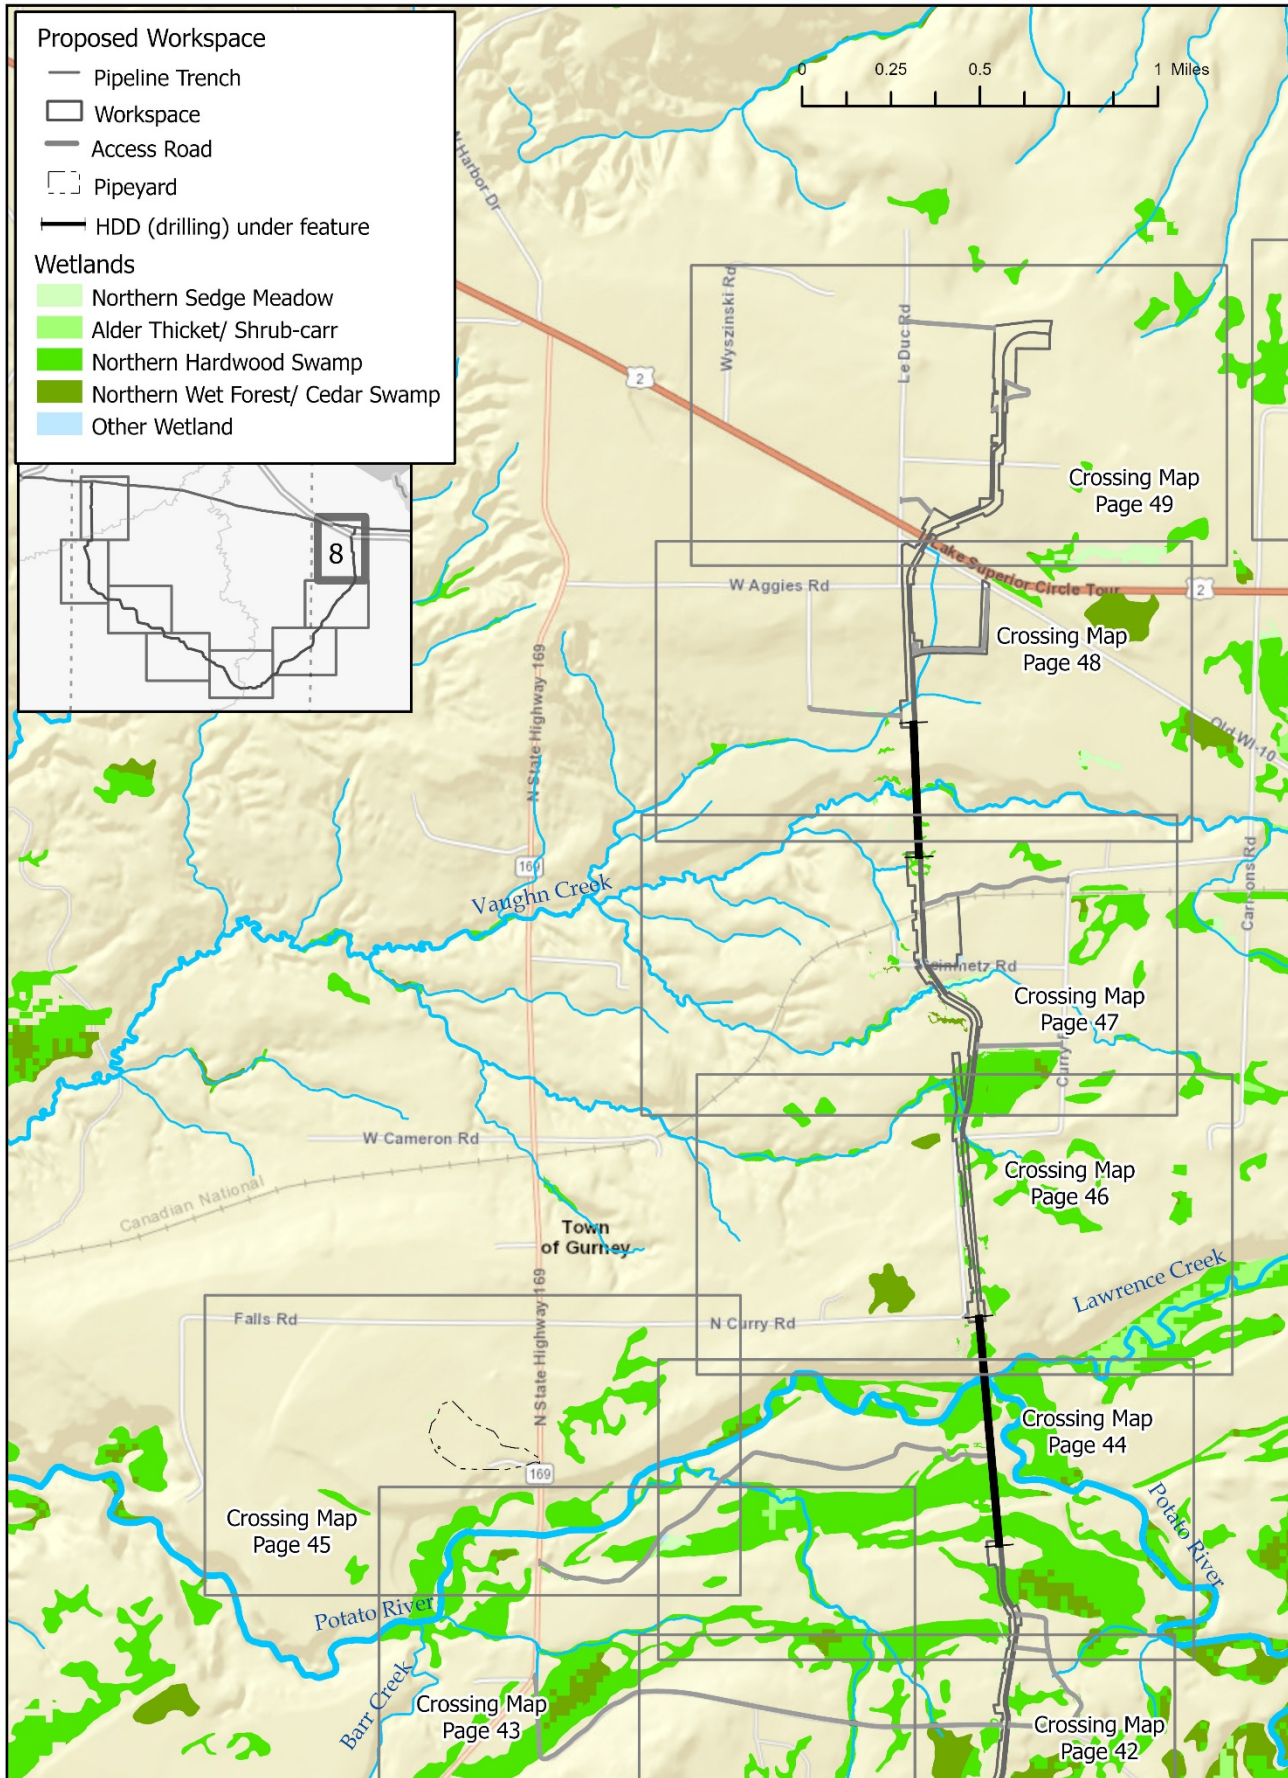 Proposed Workspace
Pipeline Trench
Workspace
Access Road
Pipeyard
HDD (drilling) under feature
Wetlands
Northern Sedge Meadow
Alder Thicket/ Shrub-carr
Northern Hardwood Swamp
Northern Wet Forest/ Cedar Swamp
Other Wetland
0 0.25 0.5 1 Miles
N Harbor Dr
Wyszinski Rd
Le Duc Rd
2
8
Crossing Map
Page 49
Lake Superior Circle Tour
2
W Aggies Rd
Crossing Map
Page 48
N State Highway 169
Old WI-10
169
Vaughn Creek
Carlsons Rd
Steinmetz Rd
Crossing Map
Page 47
W Cameron Rd
Canadian National
Crossing Map
Page 46
Town
of Gurney
Lawrence Creek
Falls Rd
N Curry Rd
N State Highway 169
Crossing Map
Page 44
169
Potato River
Crossing Map
Page 45
Potato River
Barr Creek
Crossing Map
Page 43
Crossing Map
Page 42